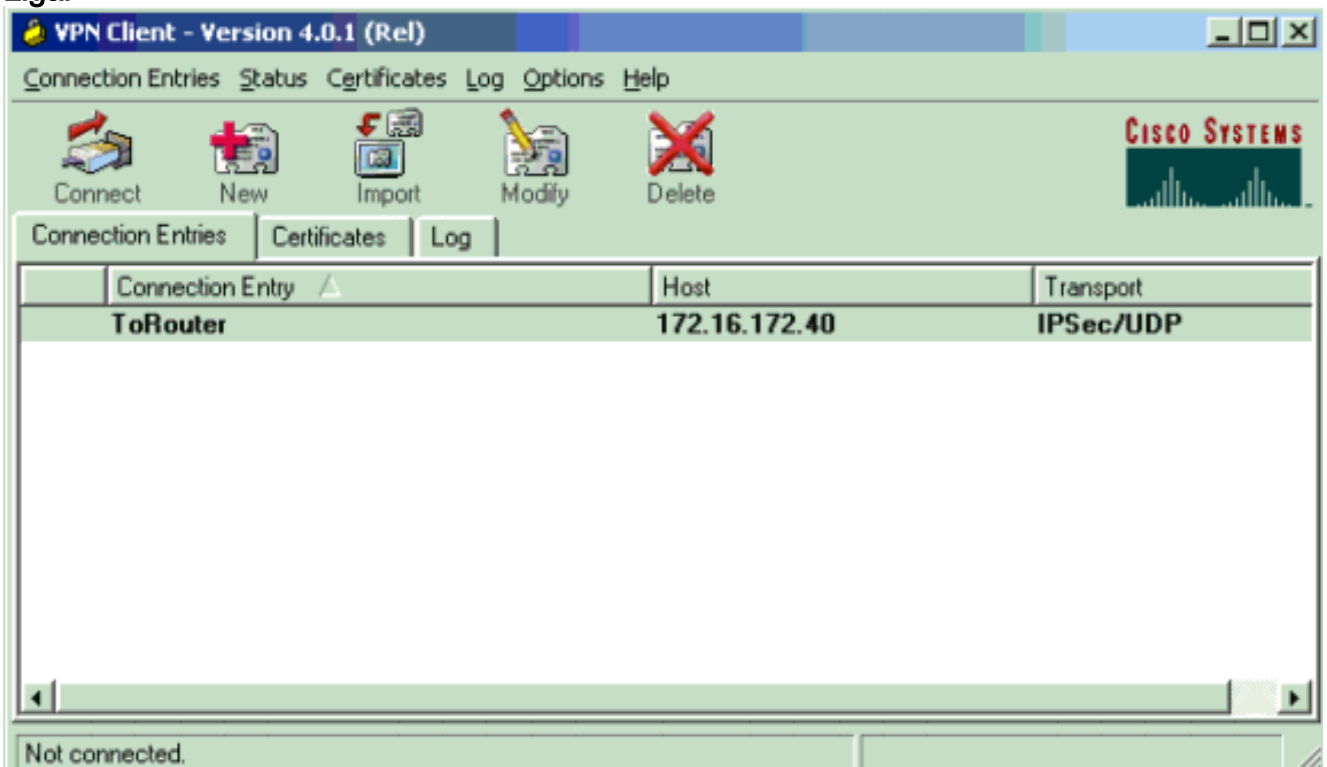 VPN Client - Version 4.0.1 (Rel)
Connection Entries Status Certificates Log Options Help
Connect New Import Modify Delete
CISCO SYSTEMS
Connection Entries Certificates Log
Connection Entry Host Transport
ToRouter 172.16.172.40 IPSec/UDP
Not connected.